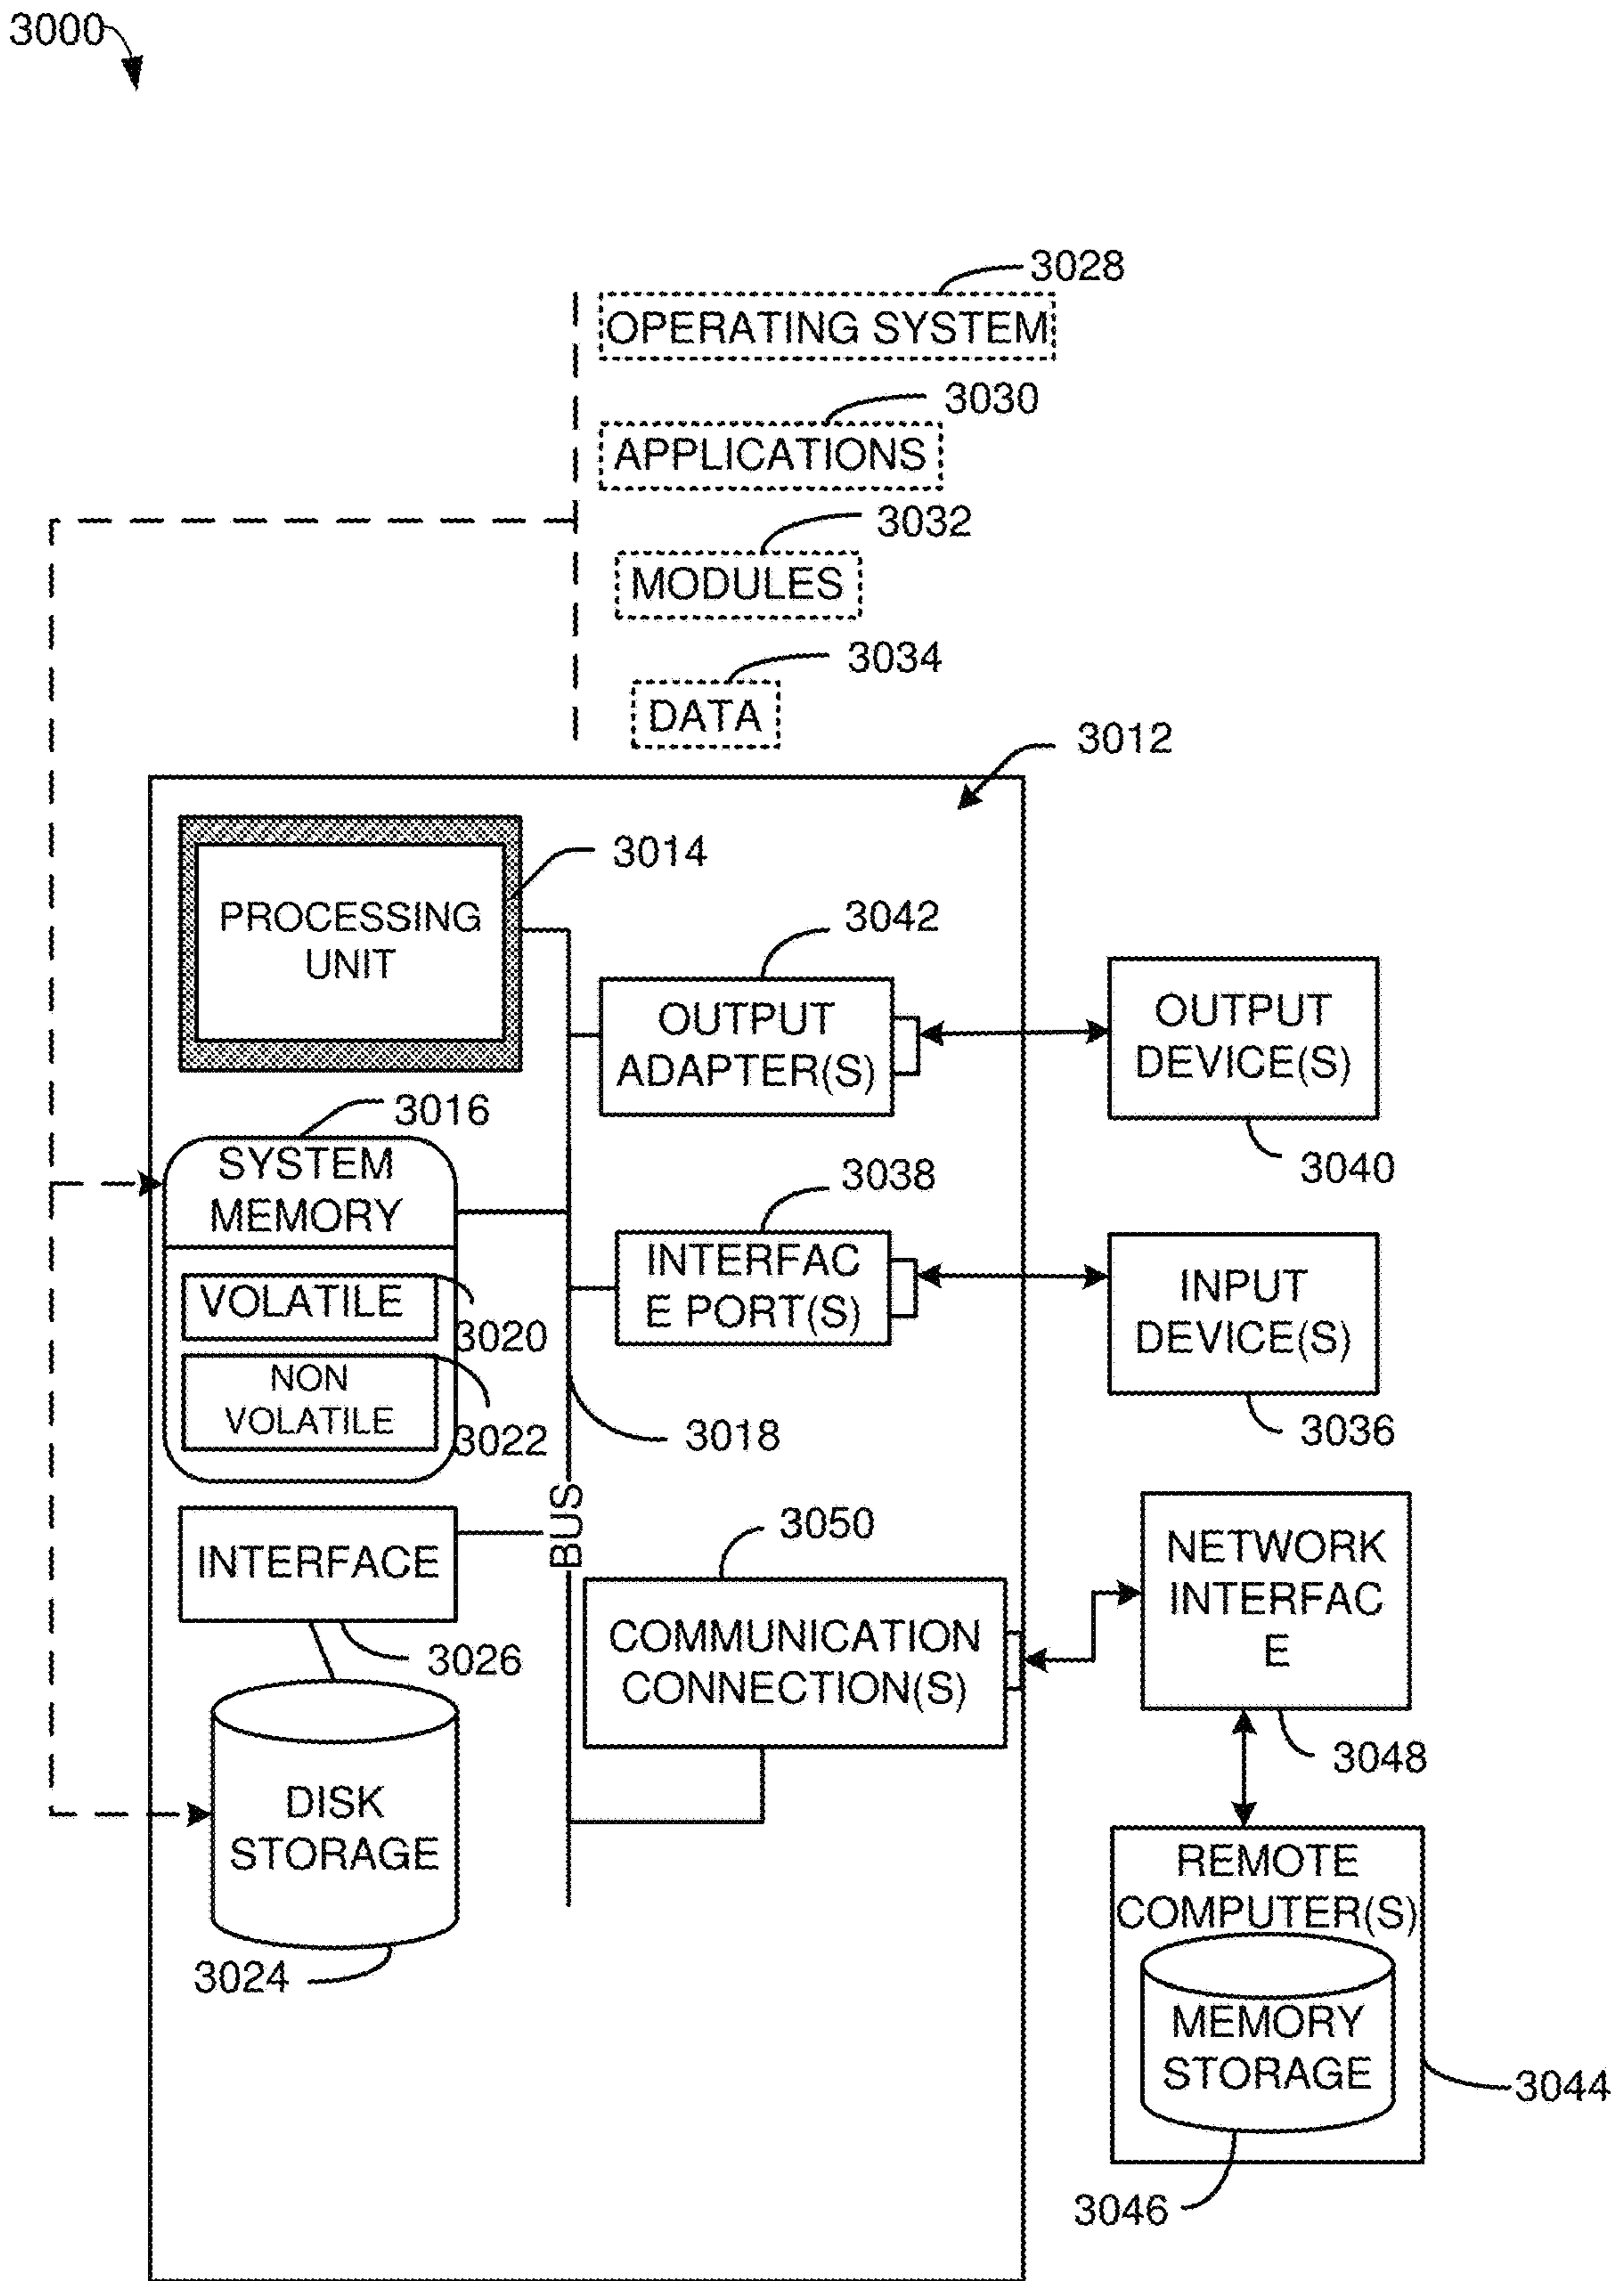 3000
3028
OPERATING SYSTEM
3030
APPLICATIONS
3032
MODULES
3034
DATA
3012
3014
PROCESSING
UNIT
3042
OUTPUT
ADAPTER(S)
OUTPUT
DEVICE(S)
3040
3016
SYSTEM
MEMORY
VOLATILE
3020
NON
VOLATILE
3022
3038
INTERFAC
E PORT(S)
INPUT
DEVICE(S)
3036
3018
BUS
INTERFACE
3026
3050
COMMUNICATION
CONNECTION(S)
NETWORK
INTERFAC
E
3048
DISK
STORAGE
3024
REMOTE
COMPUTER(S)
MEMORY
STORAGE
3044
3046